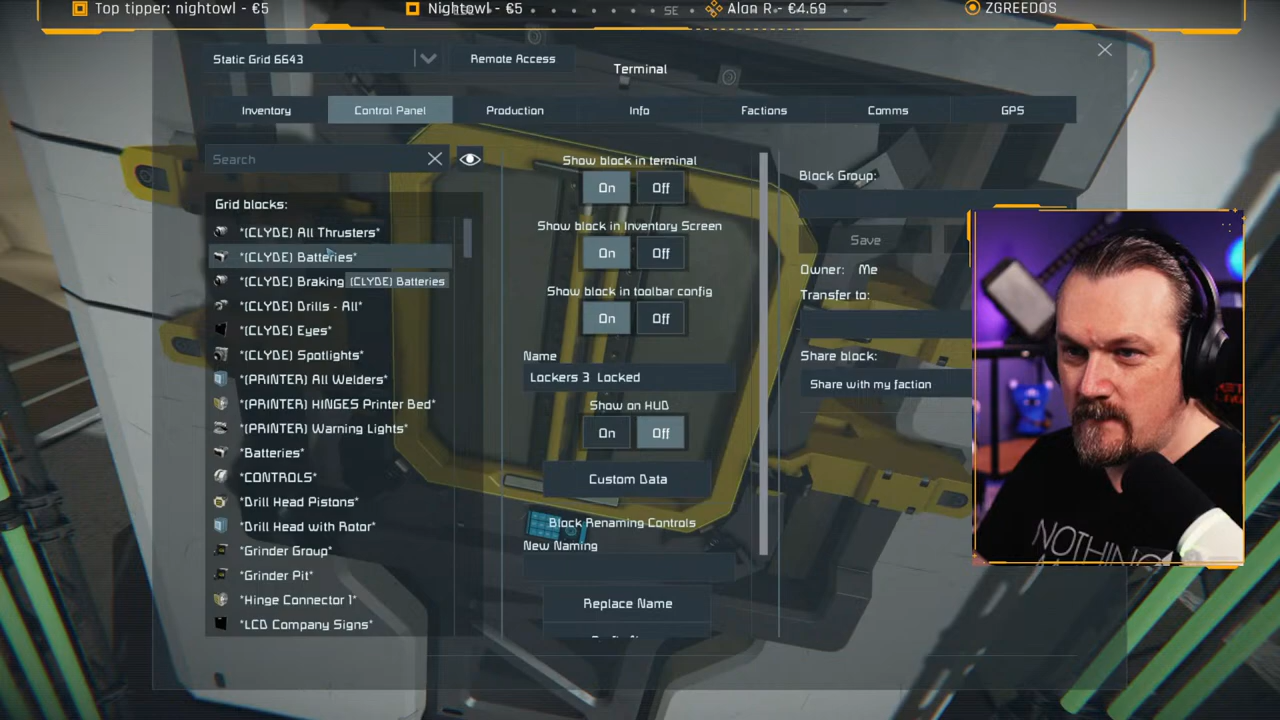 Top tipper: nightowl - €5
Nightowl - €5
SE
Alan R - €4.69
ZGREEDOS
Static Grid 6643
Remote Access
Terminal
Inventory
Control Panel
Production
Info
Factions
Comms
GPS
Search
Grid blocks:
*(CLYDE) All Thrusters*
*(CLYDE) Batteries*
*(CLYDE) Braking
(CLYDE) Batteries
*(CLYDE) Drills - All*
*(CLYDE) Eyes*
*(CLYDE) Spotlights*
*(PRINTER) All Welders*
*(PRINTER) HINGES Printer Bed*
*(PRINTER) Warning Lights*
*Batteries*
*CONTROLS*
*Drill Head Pistons*
*Drill Head with Rotor*
*Grinder Group*
*Grinder Pit*
*Hinge Connector 1*
*LCD Company Signs*
Show block in terminal
On Off
Show block in Inventory Screen
On Off
Show block in toolbar config
On Off
Name
Lockers 3 Locked
Show on HUD
On Off
Custom Data
Block Renaming Controls
New Naming
Replace Name
Block Group:
Save
Owner: Me
Transfer to:
Share block:
Share with my faction
NOTHING